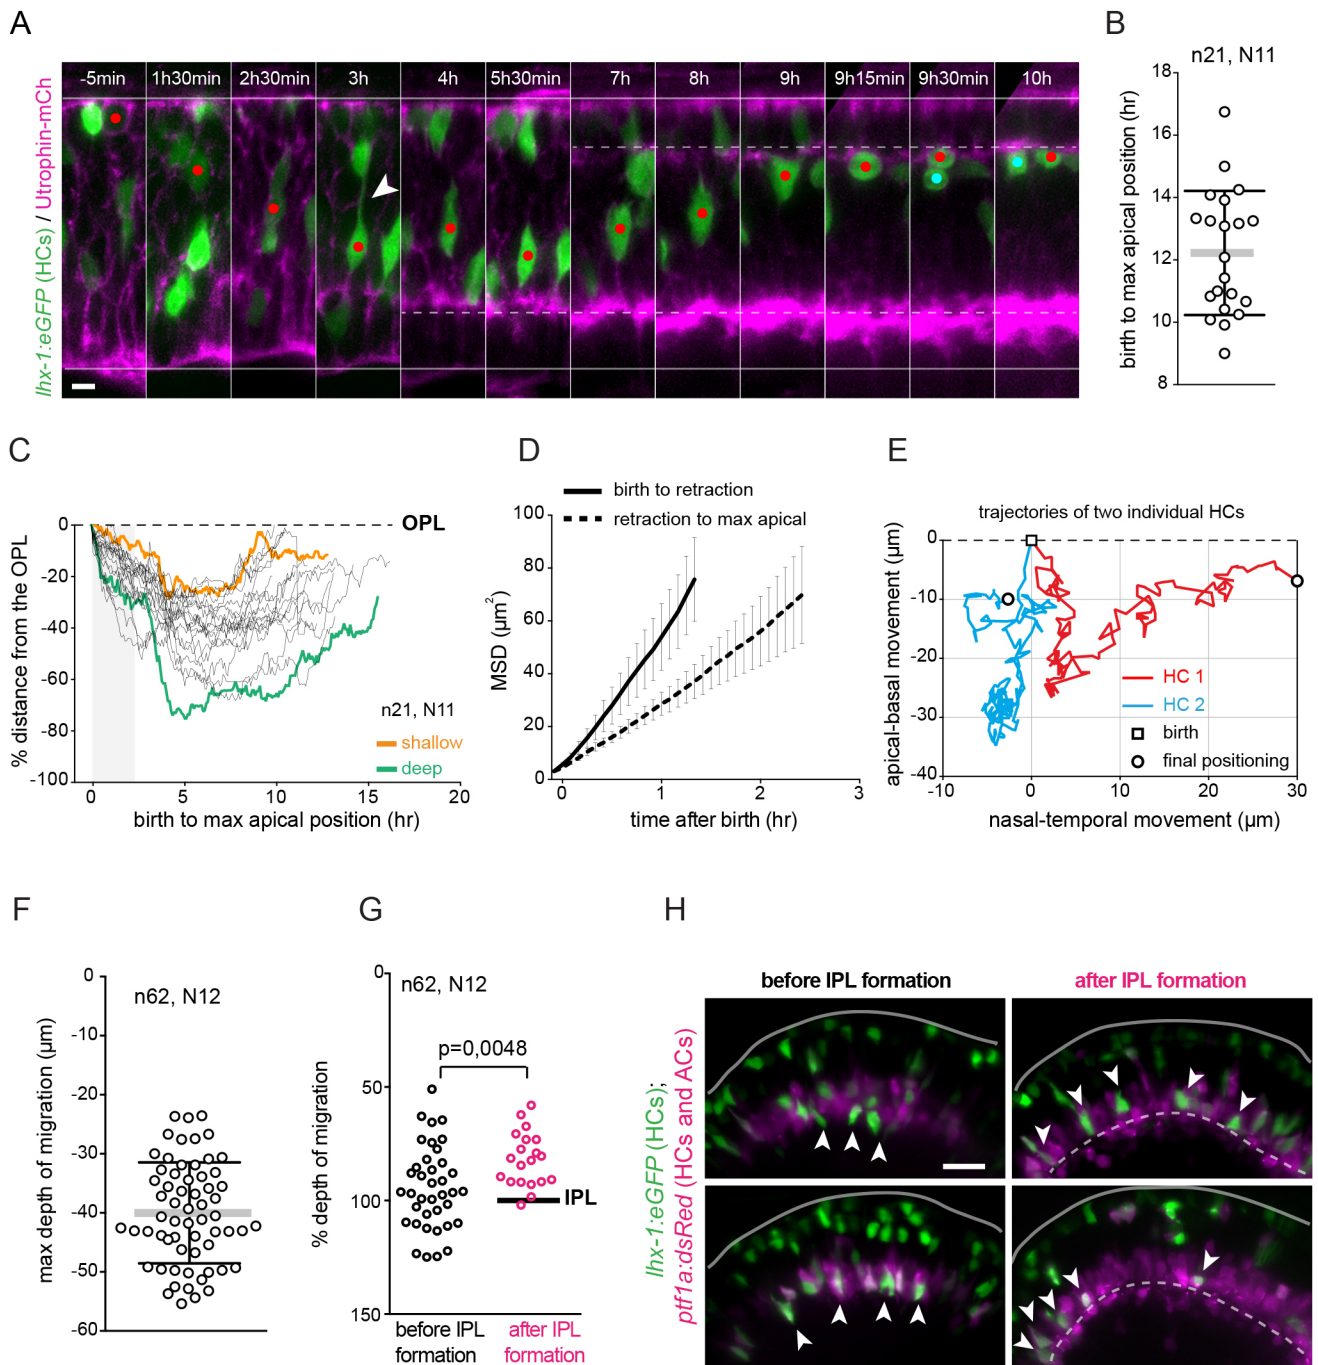 A
lhx-1:eGFP (HCs) / Utrophin-mCh
-5min
1h30min
2h30min
3h
4h
5h30min
7h
8h
9h
9h15min
9h30min
10h
B
n21, N11
birth to max apical position (hr)
18
16
14
12
10
8
C
% distance from the OPL
0
-20
-40
-60
-80
-100
OPL
n21, N11
shallow
deep
0
5
10
15
20
birth to max apical position (hr)
D
birth to retraction
retraction to max apical
MSD (µm²)
100
80
60
40
20
0
0
1
2
3
time after birth (hr)
E
trajectories of two individual HCs
apical-basal movement (µm)
0
-10
-20
-30
-40
HC 1
HC 2
birth
final positioning
-10
0
10
20
30
nasal-temporal movement (µm)
F
n62, N12
max depth of migration (µm)
0
-10
-20
-30
-40
-50
-60
G
n62, N12
p=0,0048
% depth of migration
0
50
100
150
IPL
before IPL
formation
after IPL
formation
H
before IPL formation
after IPL formation
lhx-1:eGFP (HCs);
ptf1a:dsRed (HCs and ACs)